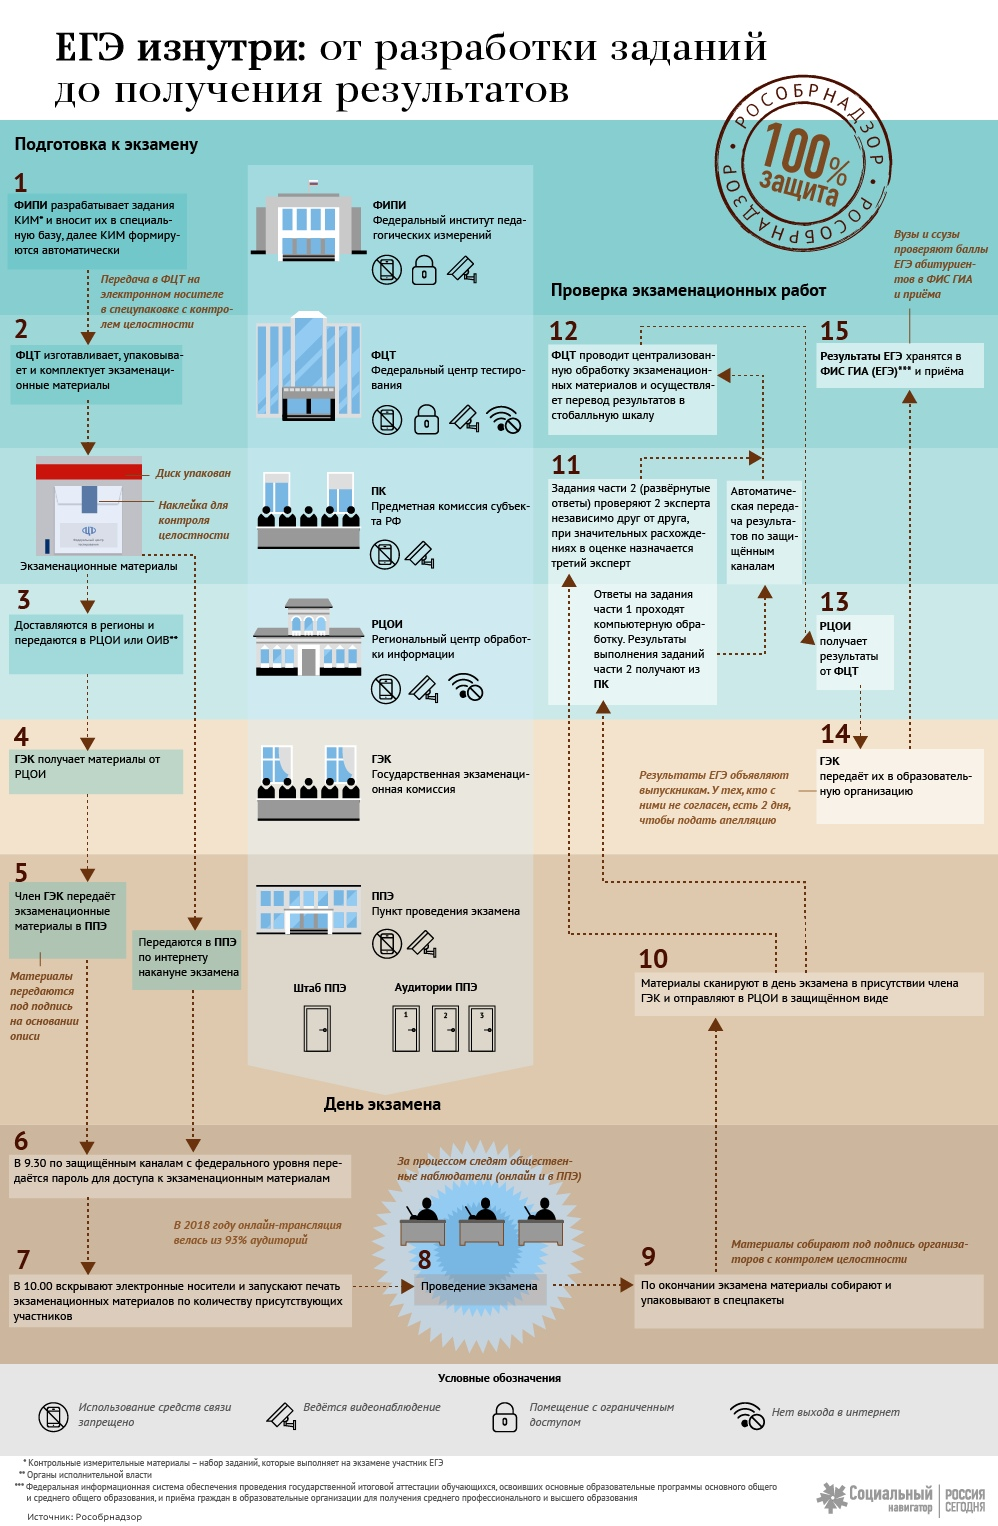 ЕГЭ изнутри: от разработки заданий
до получения результатов
РОСОБРНАДЗОР • РОСОБРНАДЗОР •
100%
защита
Подготовка к экзамену
1
ФИПИ разрабатывает задания
КИМ* и вносит их в специаль-
ную базу, далее КИМ формиру-
ются автоматически
Передача в ФЦТ на
электронном носителе
в спецупаковке с контро-
лем целостности
2
ФЦТ изготавливает, упаковыва-
ет и комплектует экзаменаци-
онные материалы
Диск упакован
Наклейка для
контроля
целостности
ФЦТ
Экзаменационные материалы
3
Доставляются в регионы и
передаются в РЦОИ или ОИВ**
4
ГЭК получает материалы от
РЦОИ
5
Член ГЭК передаёт
экзаменационные
материалы в ППЭ
Передаются в ППЭ
по интернету
накануне экзамена
Материалы
передаются
под подпись
на основании
описи
ФИПИ
Федеральный институт педа-
гогических измерений
ФЦТ
Федеральный центр тестиро-
вания
ПК
Предметная комиссия субъек-
та РФ
РЦОИ
Региональный центр обработ-
ки информации
ГЭК
Государственная экзаменаци-
онная комиссия
ППЭ
Пункт проведения экзамена
Штаб ППЭ
Аудитории ППЭ
1
2
3
День экзамена
6
В 9.30 по защищённым каналам с федерального уровня пере-
даётся пароль для доступа к экзаменационным материалам
В 2018 году онлайн-трансляция
велась из 93% аудиторий
7
В 10.00 вскрывают электронные носители и запускают печать
экзаменационных материалов по количеству присутствующих
участников
За процессом следят обществен-
ные наблюдатели (онлайн и в ППЭ)
8
Проведение экзамена
9
Материалы собирают под подпись организа-
торов с контролем целостности
По окончании экзамена материалы собирают и
упаковывают в спецпакеты
10
Материалы сканируют в день экзамена в присутствии члена
ГЭК и отправляют в РЦОИ в защищённом виде
Проверка экзаменационных работ
11
Задания части 2 (развёрнутые
ответы) проверяют 2 эксперта
независимо друг от друга,
при значительных расхожде-
ниях в оценке назначается
третий эксперт
Ответы на задания
части 1 проходят
компьютерную обра-
ботку. Результаты
выполнения заданий
части 2 получают из
ПК
Автоматиче-
ская переда-
ча результа-
тов по защи-
щённым
каналам
12
ФЦТ проводит централизован-
ную обработку экзаменацион-
ных материалов и осуществля-
ет перевод результатов в
стобалльную шкалу
13
РЦОИ
получает
результаты
от ФЦТ
14
ГЭК
передаёт их в образователь-
ную организацию
Результаты ЕГЭ объявляют
выпускникам. У тех, кто с
ними не согласен, есть 2 дня,
чтобы подать апелляцию
15
Результаты ЕГЭ хранятся в
ФИС ГИА (ЕГЭ)*** и приёма
Вузы и ссузы
проверяют баллы
ЕГЭ абитуриен-
тов в ФИС ГИА
и приёма
Условные обозначения
Использование средств связи
запрещено
Ведётся видеонаблюдение
Помещение с ограниченным
доступом
Нет выхода в интернет
* Контрольные измерительные материалы – набор заданий, которые выполняет на экзамене участник ЕГЭ
** Органы исполнительной власти
*** Федеральная информационная система обеспечения проведения государственной итоговой аттестации обучающихся, освоивших основные образовательные программы основного общего
и среднего общего образования, и приёма граждан в образовательные организации для получения среднего профессионального и высшего образования
Источник: Рособрнадзор
Социальный
навигатор
РОССИЯ
СЕГОДНЯ